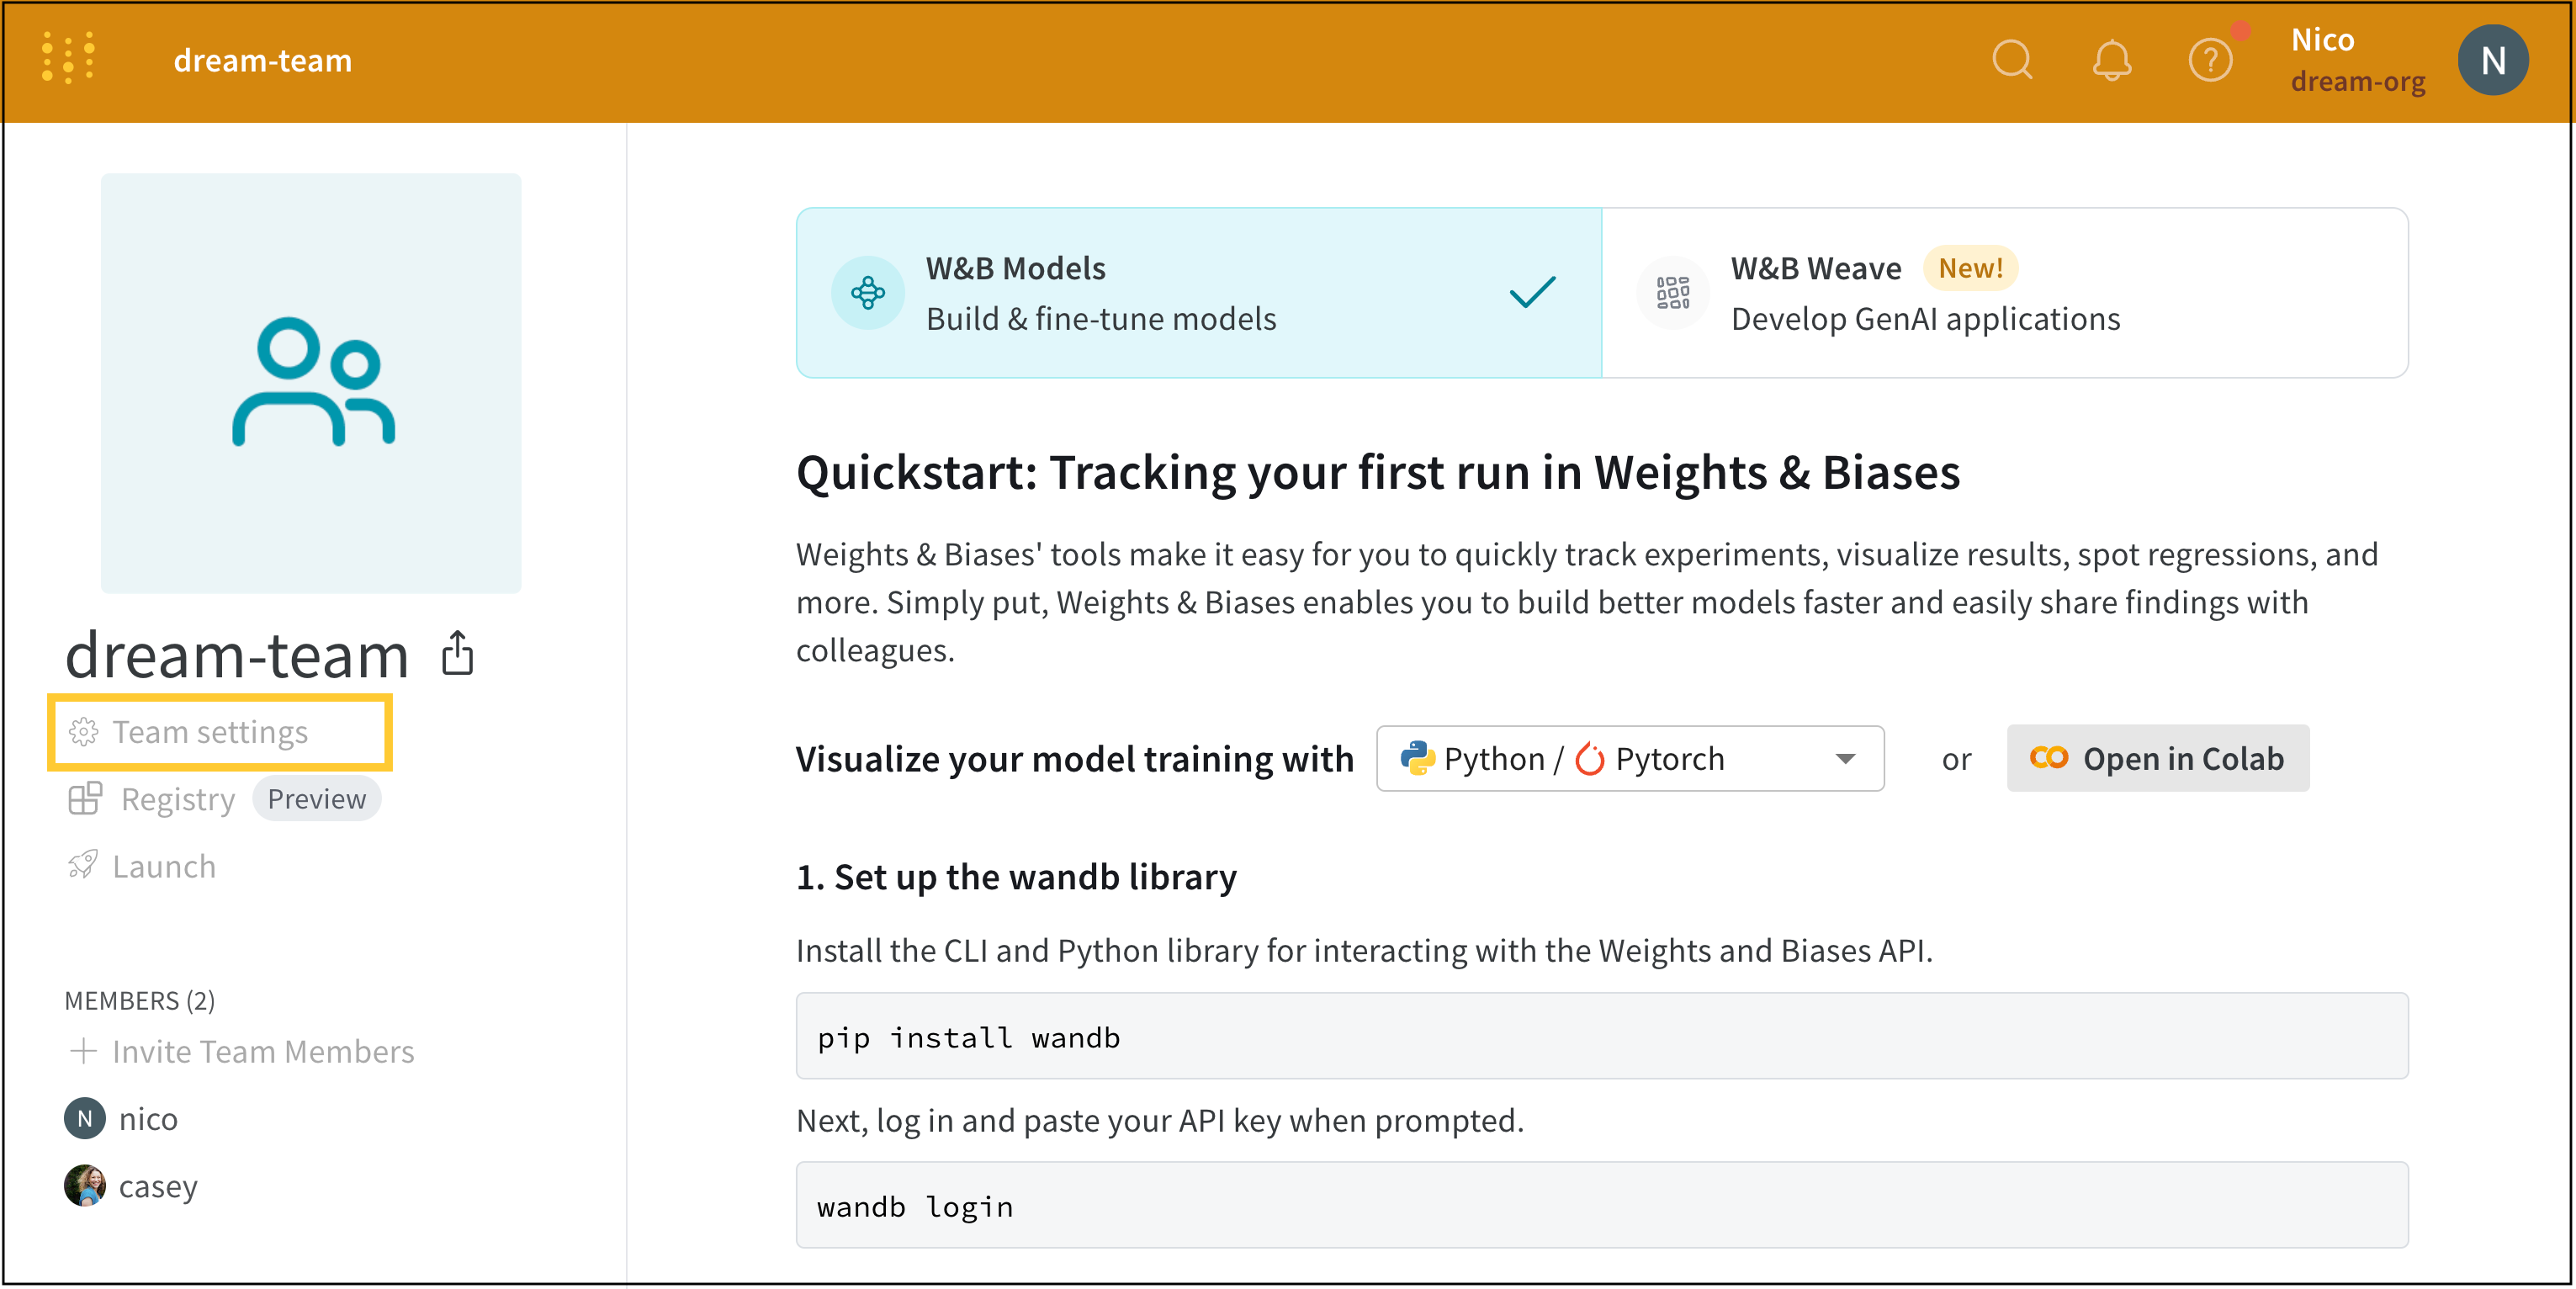 dream-team
Nico
dream-org
N
dream-team
Team settings
Registry Preview
Launch
MEMBERS (2)
Invite Team Members
N nico
casey
W&B Models
Build & fine-tune models
W&B Weave New!
Develop GenAI applications
Quickstart: Tracking your first run in Weights & Biases
Weights & Biases' tools make it easy for you to quickly track experiments, visualize results, spot regressions, and
more. Simply put, Weights & Biases enables you to build better models faster and easily share findings with
colleagues.
Visualize your model training with Python / Pytorch or Open in Colab
1. Set up the wandb library
Install the CLI and Python library for interacting with the Weights and Biases API.
pip install wandb
Next, log in and paste your API key when prompted.
wandb login